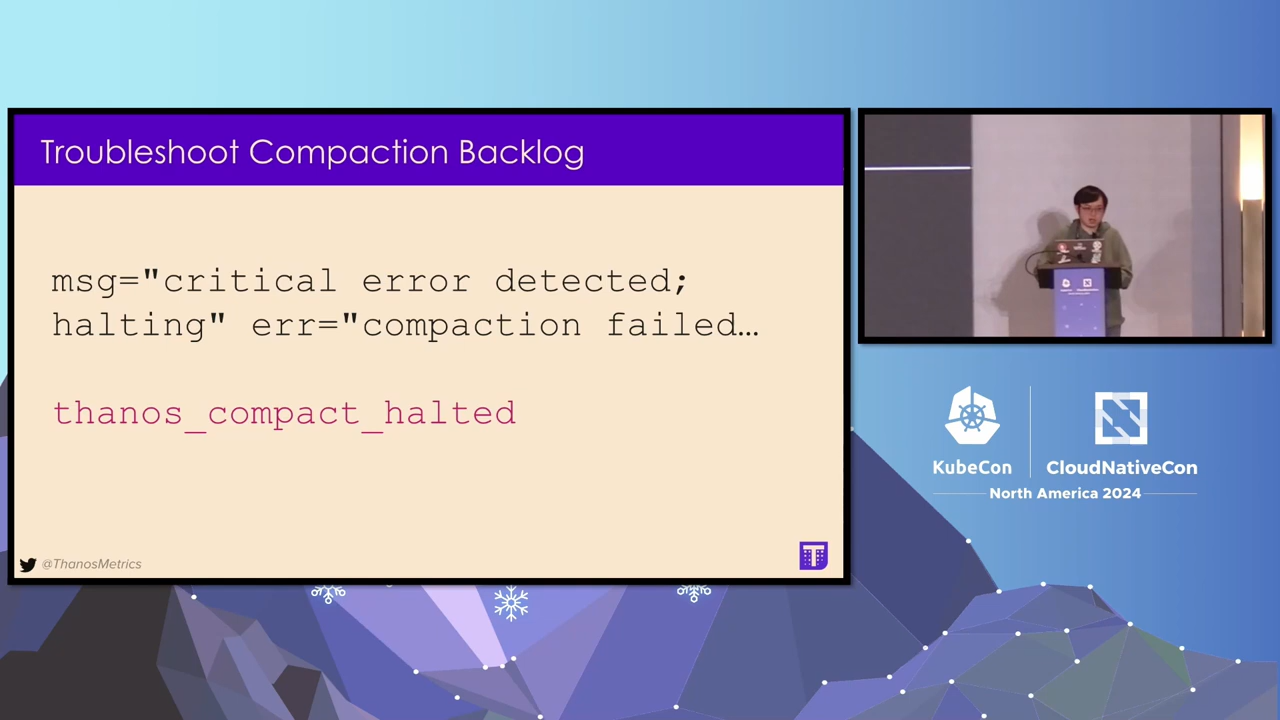 Troubleshoot Compaction Backlog
msg="critical error detected;
halting" err="compaction failed…
thanos_compact_halted
@ThanosMetrics
T
KubeCon
CloudNativeCon
North America 2024